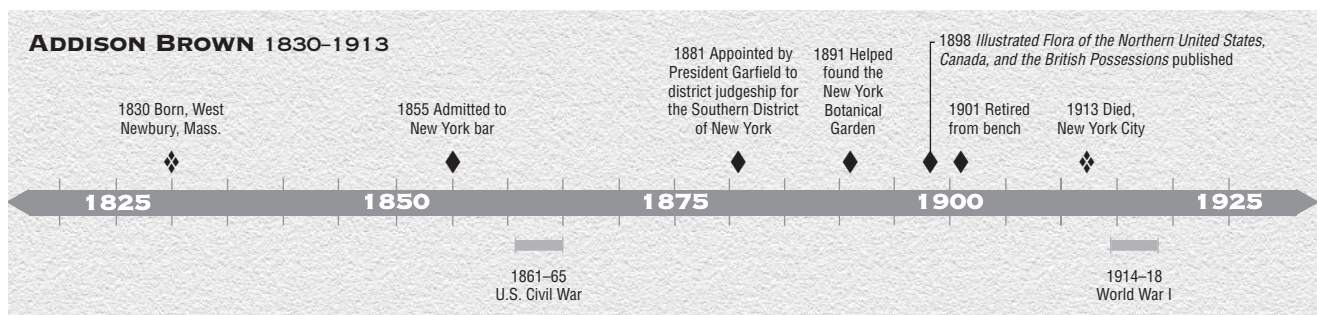 ADDISON BROWN 1830–1913
1830 Born, West
Newbury, Mass.
1855 Admitted to
New York bar
1881 Appointed by
President Garfield to
district judgeship for
the Southern District
of New York
1891 Helped
found the
New York
Botanical
Garden
1898 Illustrated Flora of the Northern United States,
Canada, and the British Possessions published
1901 Retired
from bench
1913 Died,
New York City
1825
1850
1875
1900
1925
1861–65
U.S. Civil War
1914–18
World War I